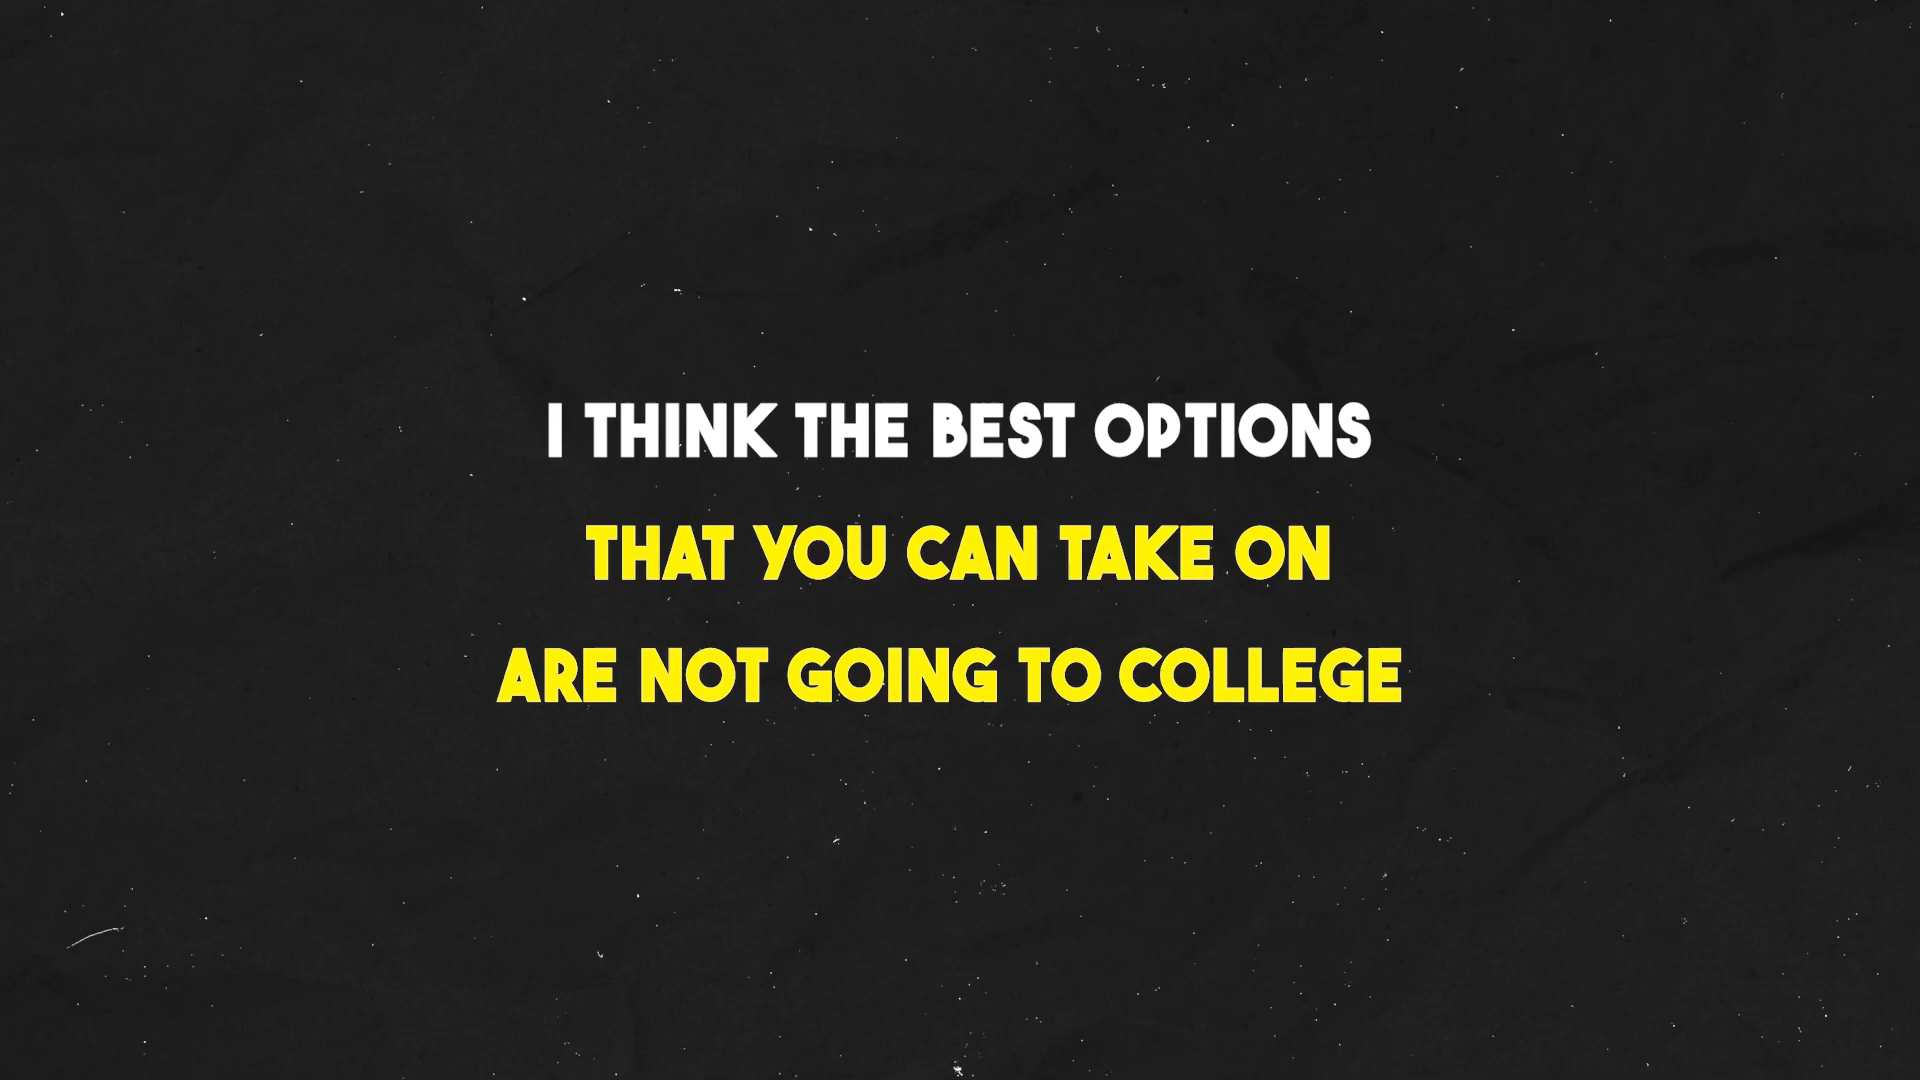 I THINK THE BEST OPTIONS
THAT YOU CAN TAKE ON
ARE NOT GOING TO COLLEGE